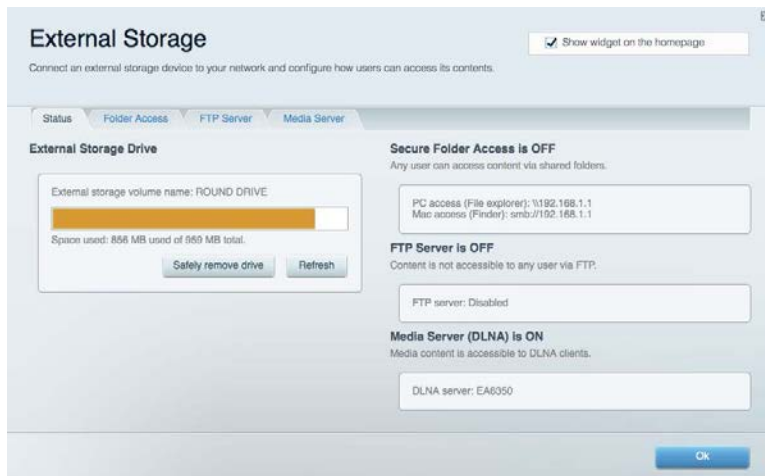 External Storage
Show widget on the homepage
Connect an external storage device to your network and configure how users can access its contents.
Status
Folder Access
FTP Server
Media Server
External Storage Drive
External storage volume name: ROUND DRIVE
Space used: 856 MB used of 959 MB total.
Safely remove drive
Refresh
Secure Folder Access is OFF
Any user can access content via shared folders.
PC access (File explorer): \\192.168.1.1
Mac access (Finder): smb://192.168.1.1
FTP Server is OFF
Content is not accessible to any user via FTP.
FTP server: Disabled
Media Server (DLNA) is ON
Media content is accessible to DLNA clients.
DLNA server: EA6350
Ok